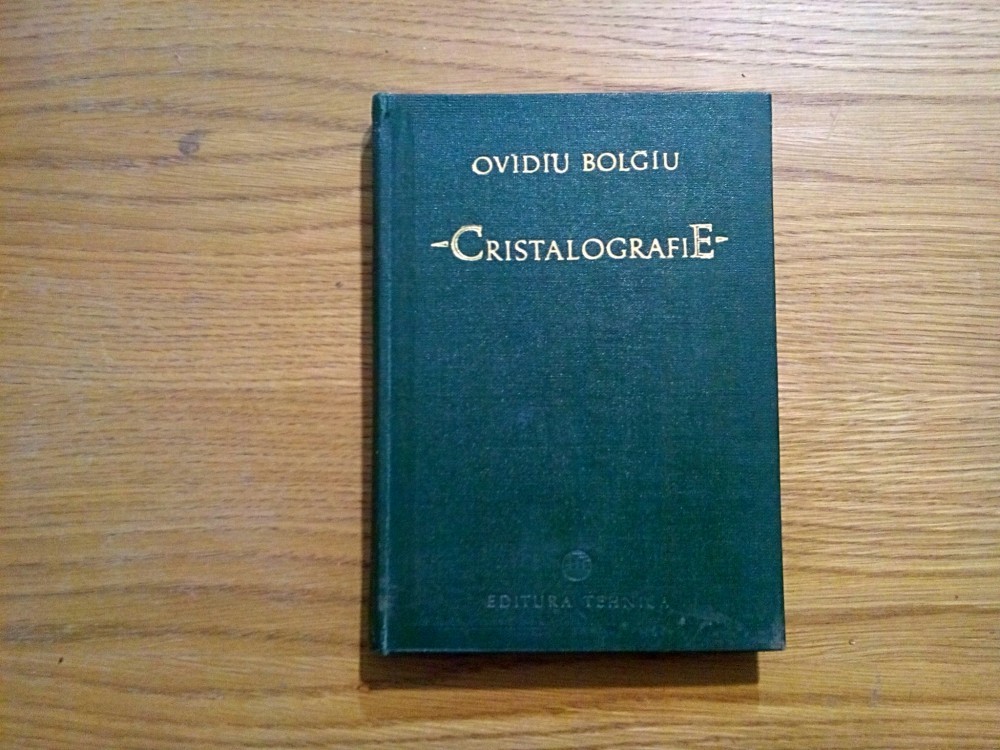 OVIDIU BOLGIU
-CRISTALOGRAFIE-
EDITURA TEHNICA